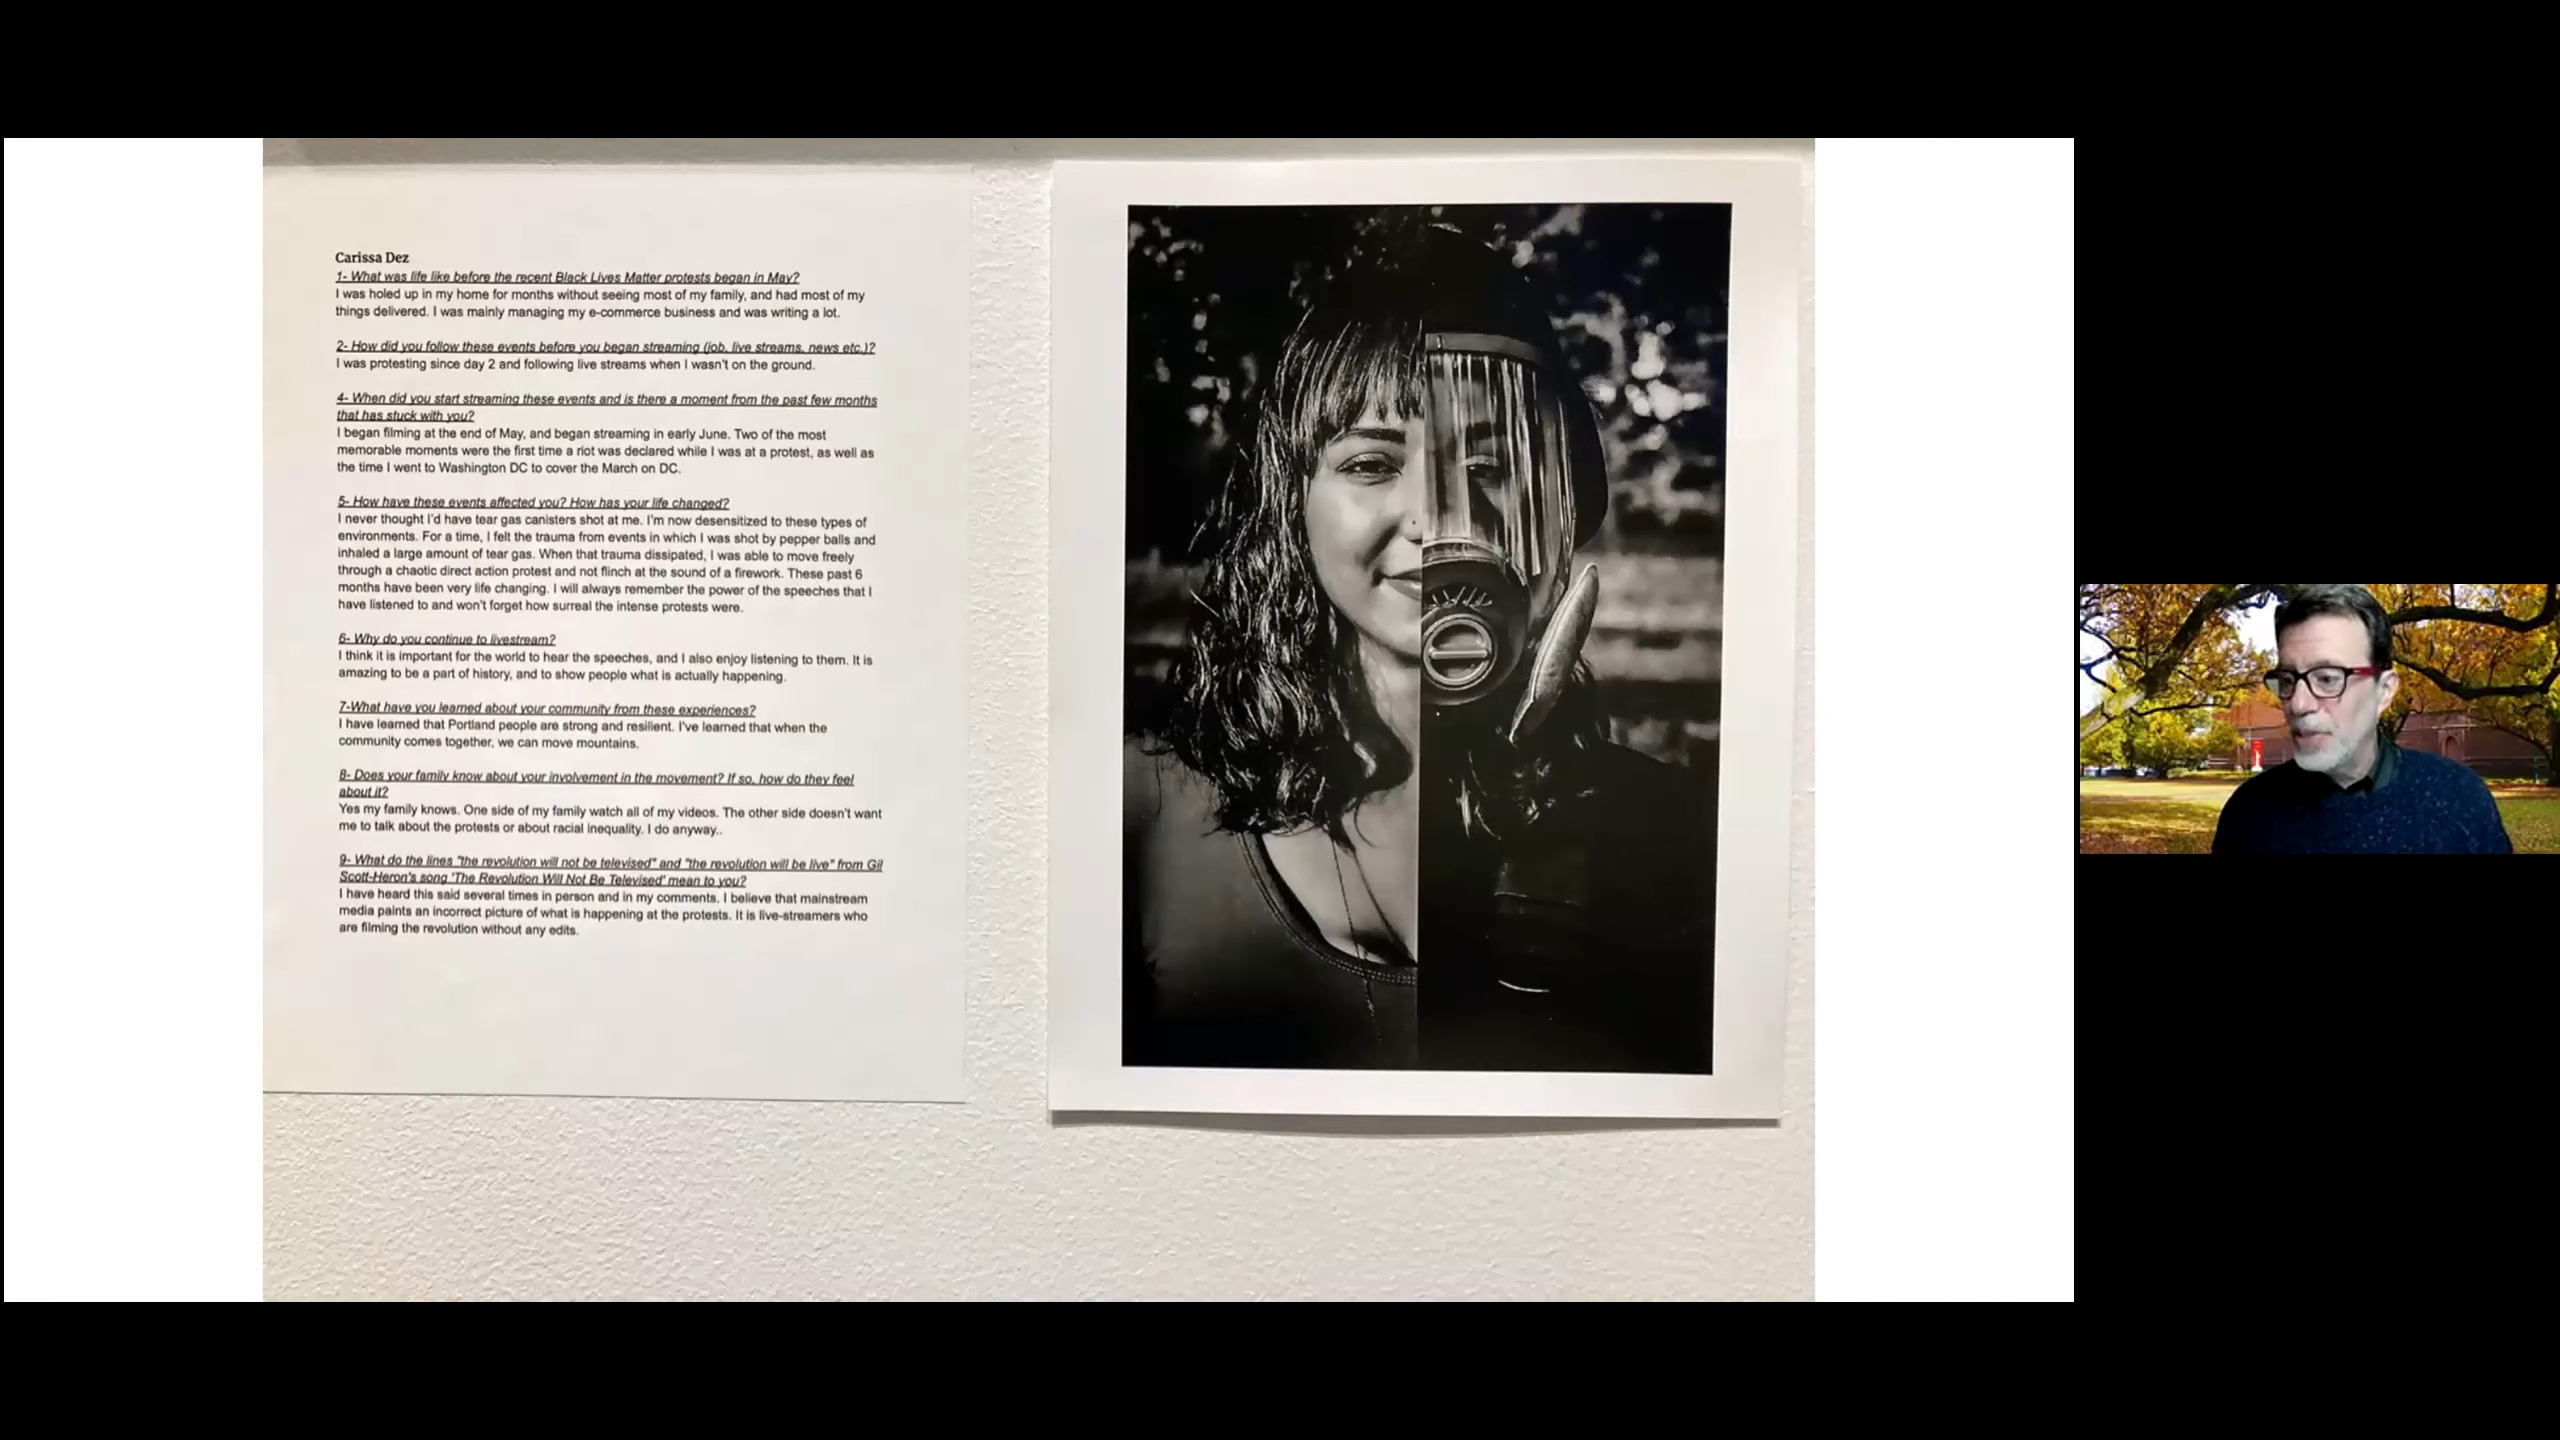 Carissa Dez
1- What was life like before the recent Black Lives Matter protests began in May?
I was holed up in my home for months without seeing most of my family, and had most of my
things delivered. I was mainly managing my e-commerce business and was writing a lot.
2- How did you follow these events before you began streaming (job, live streams, news etc.)?
I was protesting since day 2 and following live streams when I wasn't on the ground.
4- When did you start streaming these events and is there a moment from the past few months
that has stuck with you?
I began filming at the end of May, and began streaming in early June. Two of the most
memorable moments were the first time a riot was declared while I was at a protest, as well as
the time I went to Washington DC to cover the March on DC.
5- How have these events affected you? How has your life changed?
I never thought I'd have tear gas canisters shot at me. I'm now desensitized to these types of
environments. For a time, I felt the trauma from events in which I was shot by pepper balls and
inhaled a large amount of tear gas. When that trauma dissipated, I was able to move freely
through a chaotic direct action protest and not flinch at the sound of a firework. These past 6
months have been very life changing. I will always remember the power of the speeches that I
have listened to and won't forget how surreal the intense protests were.
6- Why do you continue to livestream?
I think it is important for the world to hear the speeches, and I also enjoy listening to them. It is
amazing to be a part of history, and to show people what is actually happening.
7-What have you learned about your community from these experiences?
I have learned that Portland people are strong and resilient. I've learned that when the
community comes together, we can move mountains.
8- Does your family know about your involvement in the movement? If so, how do they feel
about it?
Yes my family knows. One side of my family watch all of my videos. The other side doesn't want
me to talk about the protests or about racial inequality. I do anyway..
9- What do the lines "the revolution will not be televised" and "the revolution will be live" from Gil
Scott-Heron's song 'The Revolution Will Not Be Televised' mean to you?
I have heard this said several times in person and in my comments. I believe that mainstream
media paints an incorrect picture of what is happening at the protests. It is live-streamers who
are filming the revolution without any edits.